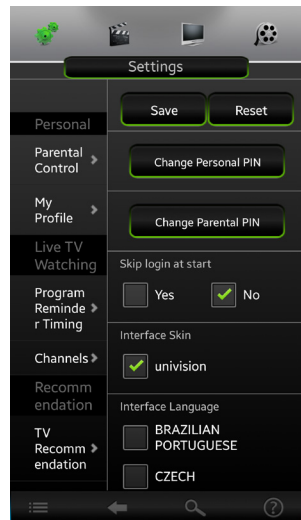 Settings
Save
Reset
Personal
Parental
Control
Change Personal PIN
My
Profile
Change Parental PIN
Live TV
Watching
Skip login at start
Program
Reminde
r Timing
Yes
No
Interface Skin
Channels
univision
Recomm
endation
Interface Language
TV
Recomm
endation
BRAZILIAN
PORTUGUESE
CZECH
?